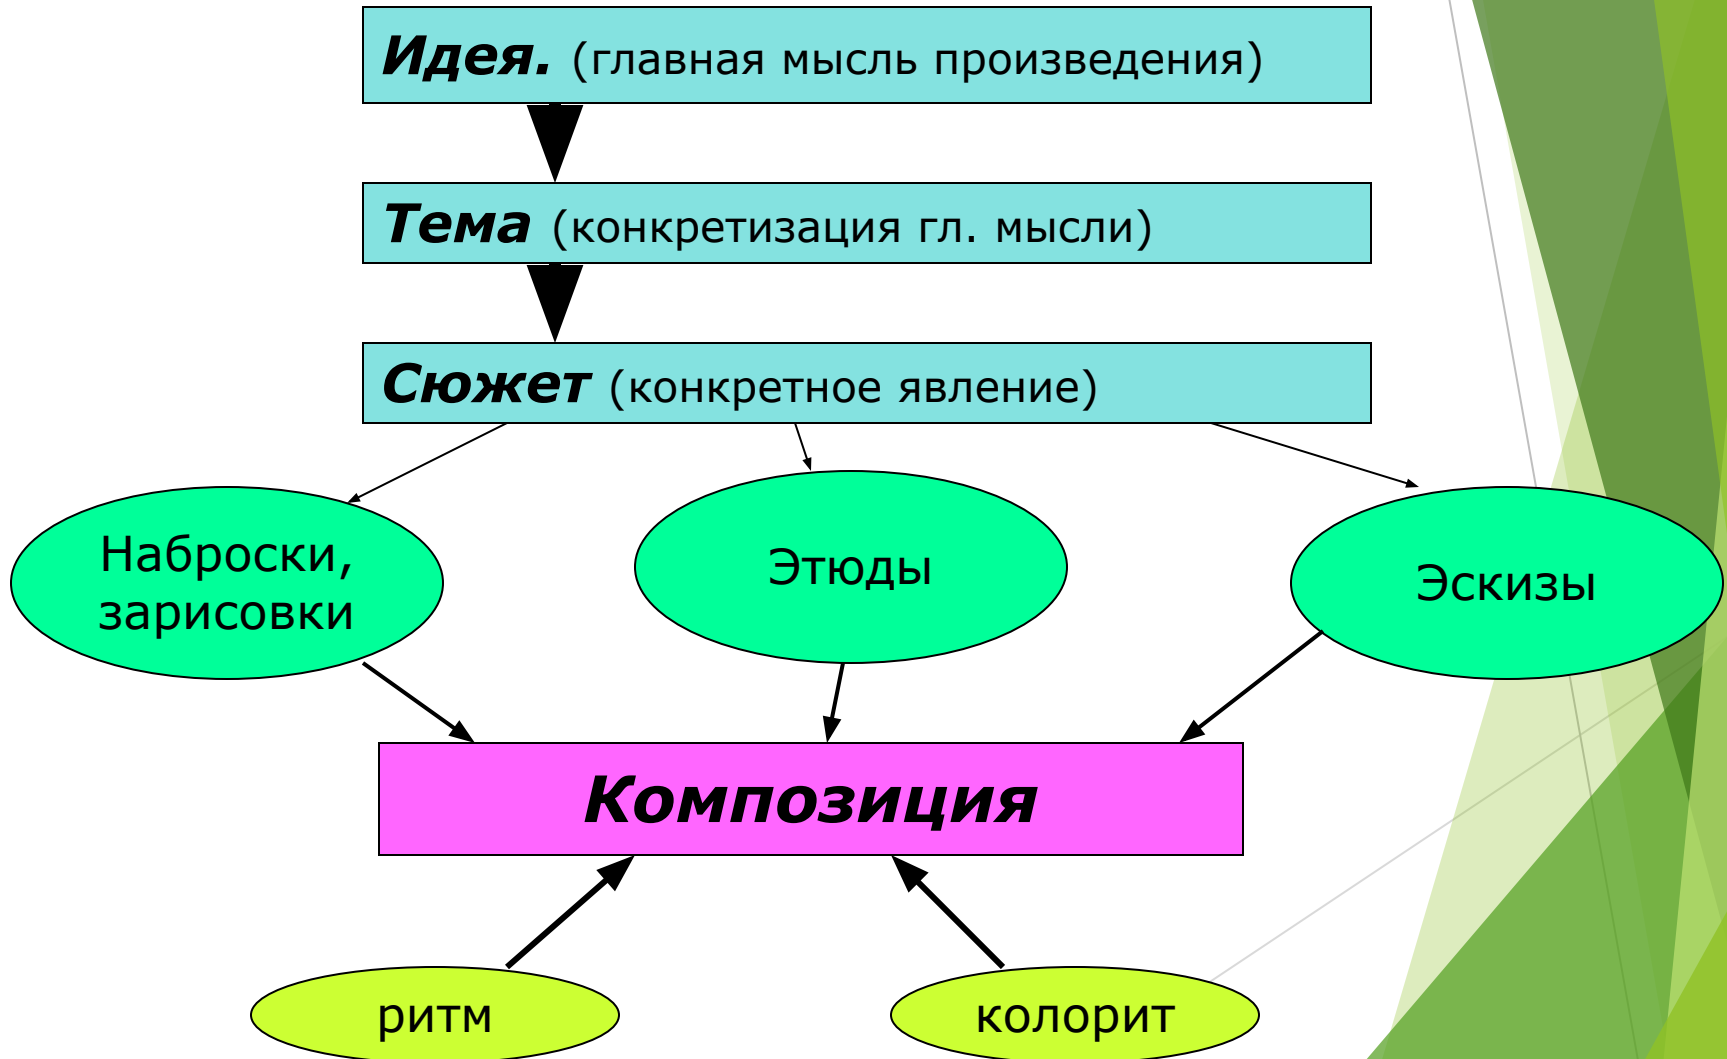 Идея. (главная мысль произведения)
Тема (конкретизация гл. мысли)
Сюжет (конкретное явление)
Наброски,
зарисовки
Этюды
Эскизы
Композиция
ритм
колорит